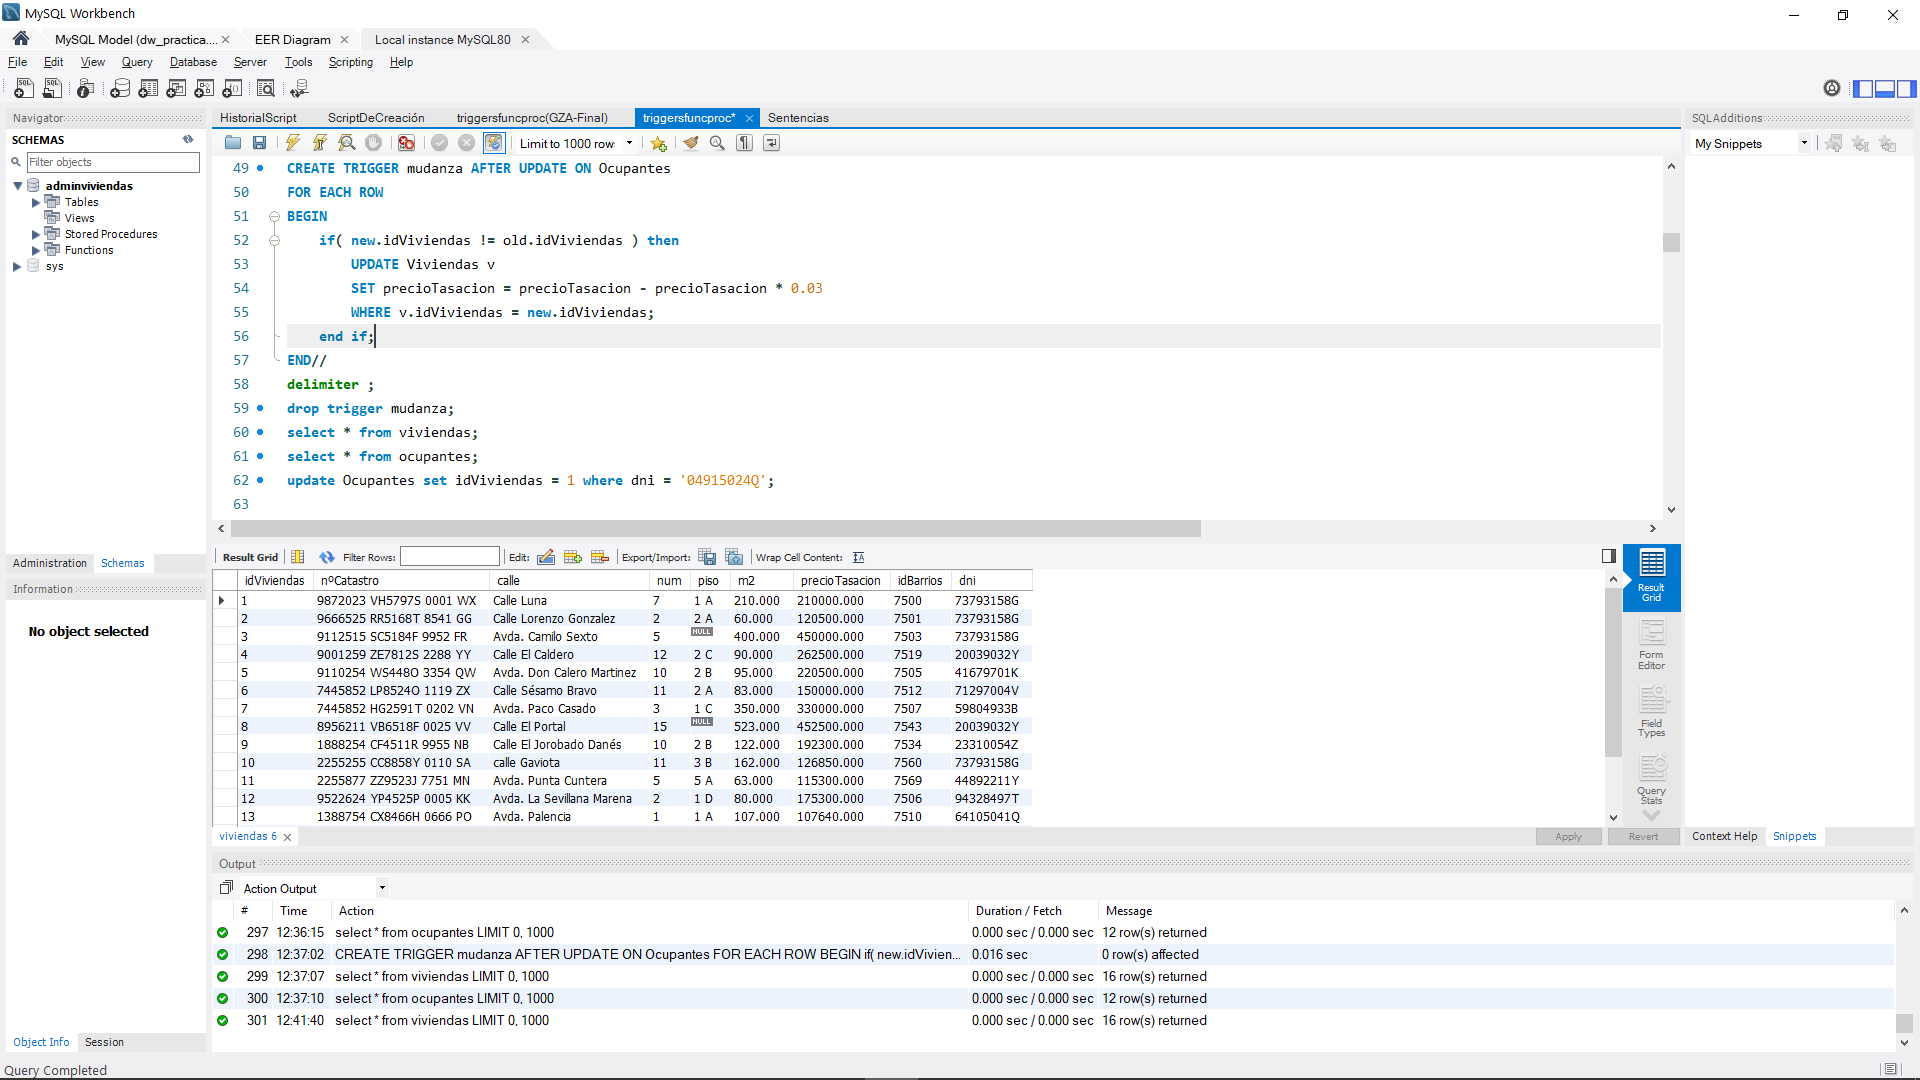 MySQL Workbench
MySQL Model (dw_practica.... ×
EER Diagram ×
Local instance MySQL80 ×
File Edit View Query Database Server Tools Scripting Help
Navigator
SCHEMAS
Filter objects
adminviviendas
Tables
Views
Stored Procedures
Functions
sys
Administration Schemas
Information
No object selected
Object Info Session
Query Completed
HistorialScript ScriptDeCreación triggersfuncproc(GZA-Final) triggersfuncproc* × Sentencias
Limit to 1000 row:
49 CREATE TRIGGER mudanza AFTER UPDATE ON Ocupantes
50 FOR EACH ROW
51 BEGIN
52 if( new.idViviendas != old.idViviendas ) then
53 UPDATE Viviendas v
54 SET precioTasacion = precioTasacion - precioTasacion * 0.03
55 WHERE v.idViviendas = new.idViviendas;
56 end if;
57 END//
58 delimiter ;
59 drop trigger mudanza;
60 select * from viviendas;
61 select * from ocupantes;
62 update Ocupantes set idViviendas = 1 where dni = '04915024Q';
63
Result Grid Filter Rows: Edit: Export/Import: Wrap Cell Content:
idViviendas nºCatastro calle num piso m2 precioTasacion idBarrios dni
1 9872023 VH5797S 0001 WX Calle Luna 7 1 A 210.000 210000.000 7500 73793158G
2 9666525 RR5168T 8541 GG Calle Lorenzo Gonzalez 2 2 A 60.000 120500.000 7501 73793158G
3 9112515 SC5184F 9952 FR Avda. Camilo Sexto 5 NULL 400.000 450000.000 7503 73793158G
4 9001259 ZE7812S 2288 YY Calle El Caldero 12 2 C 90.000 262500.000 7519 20039032Y
5 9110254 WS448O 3354 QW Avda. Don Calero Martinez 10 2 B 95.000 220500.000 7505 41679701K
6 7445852 LP8524O 1119 ZX Calle Sésamo Bravo 11 2 A 83.000 150000.000 7512 71297004V
7 7445852 HG2591T 0202 VN Avda. Paco Casado 3 1 C 350.000 330000.000 7507 59804933B
8 8956211 VB6518F 0025 VV Calle El Portal 15 NULL 523.000 452500.000 7543 20039032Y
9 1888254 CF4511R 9955 NB Calle El Jorobado Danés 10 2 B 122.000 192300.000 7534 23310054Z
10 2255255 CC8858Y 0110 SA calle Gaviota 11 3 B 162.000 126850.000 7560 73793158G
11 2255877 ZZ9523J 7751 MN Avda. Punta Cuntera 5 5 A 63.000 115300.000 7569 44892211Y
12 9522624 YP4525P 0005 KK Avda. La Sevillana Marena 2 1 D 80.000 175300.000 7506 94328497T
13 1388754 CX8466H 0666 PO Avda. Palencia 1 1 A 107.000 107640.000 7510 64105041Q
Result Grid
Form Editor
Field Types
Query Stats
viviendas 6 ×
Apply Revert
Output
Action Output
# Time Action Duration / Fetch Message
297 12:36:15 select * from ocupantes LIMIT 0, 1000 0.000 sec / 0.000 sec 12 row(s) returned
298 12:37:02 CREATE TRIGGER mudanza AFTER UPDATE ON Ocupantes FOR EACH ROW BEGIN if( new.idVivien... 0.016 sec 0 row(s) affected
299 12:37:07 select * from viviendas LIMIT 0, 1000 0.000 sec / 0.000 sec 16 row(s) returned
300 12:37:10 select * from ocupantes LIMIT 0, 1000 0.000 sec / 0.000 sec 12 row(s) returned
301 12:41:40 select * from viviendas LIMIT 0, 1000 0.000 sec / 0.000 sec 16 row(s) returned
SQLAdditions
My Snippets
Context Help Snippets